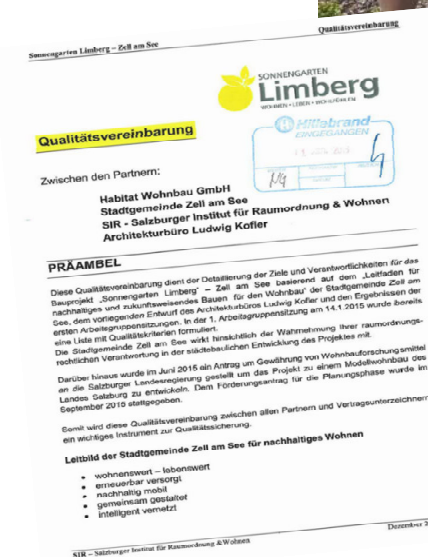 Sonnengarten Limberg – Zell am See
Qualitätsvereinbarung
SONNENGARTEN
Limberg
WOHNEN • LEBEN • WOHLFÜHLEN
Hillebrand
EINGEGANGEN
Qualitätsvereinbarung
Zwischen den Partnern:
Habitat Wohnbau GmbH
Stadtgemeinde Zell am See
SIR - Salzburger Institut für Raumordnung & Wohnen
Architekturbüro Ludwig Kofler
PRÄAMBEL
Diese Qualitätsvereinbarung dient der Detaillierung der Ziele und Verantwortlichkeiten für das
Bauprojekt „Sonnengarten Limberg“ – Zell am See basierend auf dem „Leitfaden für
nachhaltiges und zukunftsweisendes Bauen für den Wohnbau“ der Stadtgemeinde Zell am
See, dem vorliegenden Entwurf des Architekturbüros Ludwig Kofler und den Ergebnissen der
ersten Arbeitsgruppensitzungen. In der 1. Arbeitsgruppensitzung am 14.1.2015 wurde bereits
eine Liste mit Qualitätskriterien formuliert.
Die Stadtgemeinde Zell am See wirkt hinsichtlich der Wahrnehmung ihrer raumordnungs-
rechtlichen Verantwortung in der städtebaulichen Entwicklung des Projektes mit.
Darüber hinaus wurde im Juni 2015 ein Antrag um Gewährung von Wohnbauforschungsmittel
an die Salzburger Landesregierung gestellt um das Projekt zu einem Modellwohnbau des
Landes Salzburg zu entwickeln. Dem Förderungsantrag für die Planungsphase wurde im
September 2015 stattgegeben.
Somit wird diese Qualitätsvereinbarung zwischen allen Partnern und Vertragsunterzeichnern
ein wichtiges Instrument zur Qualitätssicherung.
Leitbild der Stadtgemeinde Zell am See für nachhaltiges Wohnen
• wohnenswert – lebenswert
• erneuerbar versorgt
• nachhaltig mobil
• gemeinsam gestaltet
• intelligent vernetzt
SIR – Salzburger Institut für Raumordnung & Wohnen
Dezember 2